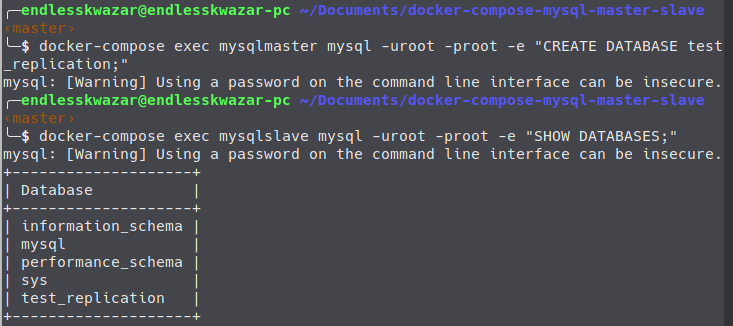 ╭─endlesskwazar@endlesskwazar-pc ~/Documents/docker-compose-mysql-master-slave
‹master›
╰─$ docker-compose exec mysqlmaster mysql -uroot -proot -e "CREATE DATABASE test
_replication;"
mysql: [Warning] Using a password on the command line interface can be insecure.
╭─endlesskwazar@endlesskwazar-pc ~/Documents/docker-compose-mysql-master-slave
‹master›
╰─$ docker-compose exec mysqlslave mysql -uroot -proot -e "SHOW DATABASES;"
mysql: [Warning] Using a password on the command line interface can be insecure.
+--------------------+
| Database           |
+--------------------+
| information_schema |
| mysql              |
| performance_schema |
| sys                |
| test_replication   |
+--------------------+